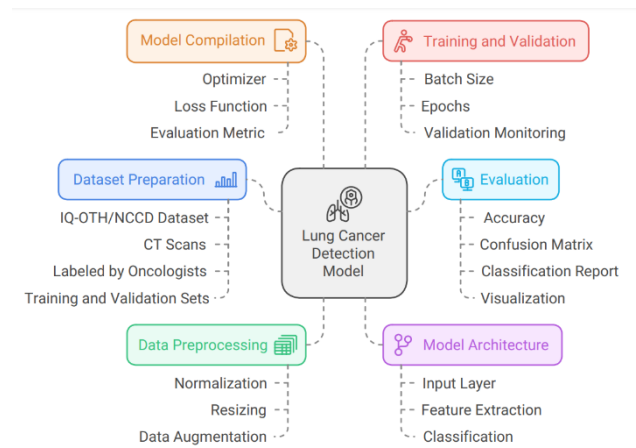 Model Compilation
Optimizer
Loss Function
Evaluation Metric
Training and Validation
Batch Size
Epochs
Validation Monitoring
Dataset Preparation
IQ-OTH/NCCD Dataset
CT Scans
Labeled by Oncologists
Training and Validation Sets
Lung Cancer
Detection
Model
Evaluation
Accuracy
Confusion Matrix
Classification Report
Visualization
Data Preprocessing
Normalization
Resizing
Data Augmentation
Model Architecture
Input Layer
Feature Extraction
Classification